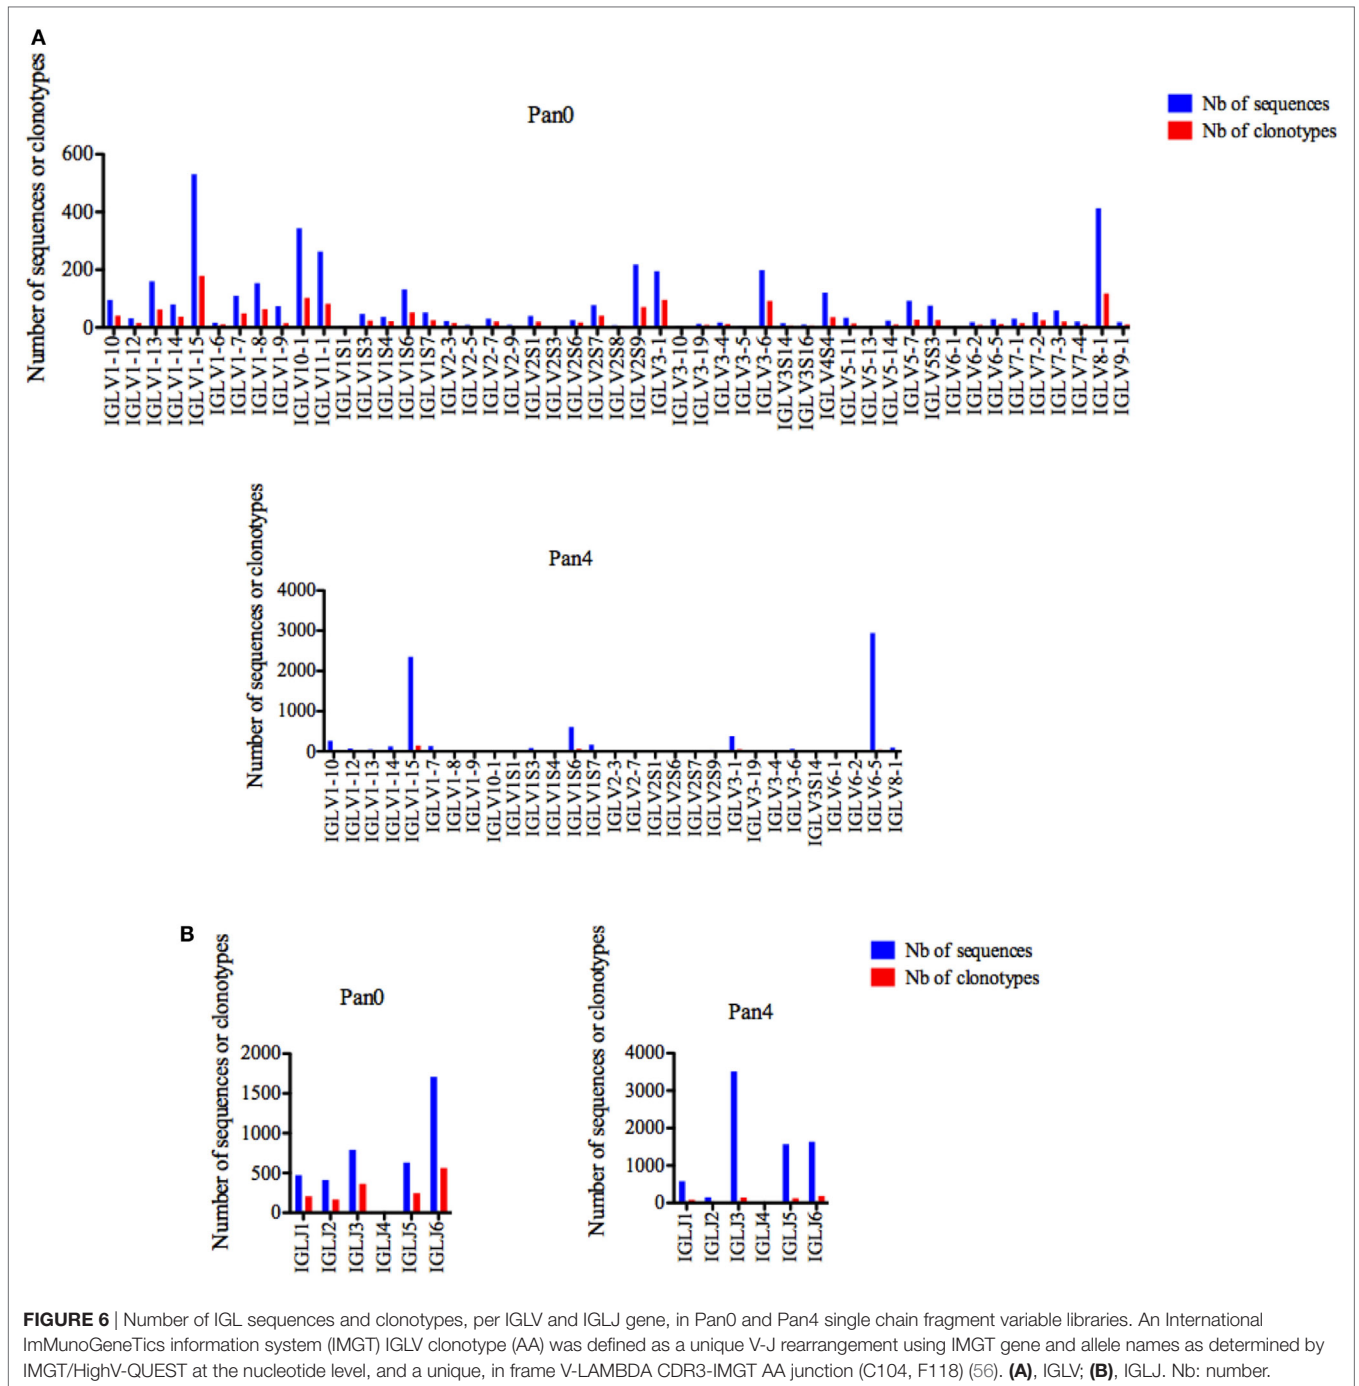 A
Pan0
Nb of sequences
Nb of clonotypes
Number of sequences or clonotypes
600
400
200
0
IGLV1-10
IGLV1-12
IGLV1-13
IGLV1-14
IGLV1-15
IGLV1-6
IGLV1-7
IGLV1-8
IGLV1-9
IGLV10-1
IGLV11-1
IGLV1S1
IGLV1S3
IGLV1S4
IGLV1S6
IGLV1S7
IGLV2-3
IGLV2-5
IGLV2-7
IGLV2-9
IGLV2S1
IGLV2S3
IGLV2S6
IGLV2S7
IGLV2S8
IGLV2S9
IGLV3-1
IGLV3-10
IGLV3-19
IGLV3-4
IGLV3-5
IGLV3-6
IGLV3S14
IGLV3S16
IGLV4S4
IGLV5-11
IGLV5-13
IGLV5-14
IGLV5-7
IGLV5S3
IGLV6-1
IGLV6-2
IGLV6-5
IGLV7-1
IGLV7-2
IGLV7-3
IGLV7-4
IGLV8-1
IGLV9-1
Pan4
Number of sequences or clonotypes
4000
3000
2000
1000
0
IGLV1-10
IGLV1-12
IGLV1-13
IGLV1-14
IGLV1-15
IGLV1-7
IGLV1-8
IGLV1-9
IGLV10-1
IGLV1S1
IGLV1S3
IGLV1S4
IGLV1S6
IGLV1S7
IGLV2-3
IGLV2-7
IGLV2S1
IGLV2S6
IGLV2S7
IGLV2S9
IGLV3-1
IGLV3-19
IGLV3-4
IGLV3-6
IGLV3S14
IGLV6-1
IGLV6-2
IGLV6-5
IGLV8-1
B
Pan0
Number of sequences or clonotypes
2000
1500
1000
500
0
IGLJ1
IGLJ2
IGLJ3
IGLJ4
IGLJ5
IGLJ6
Pan4
Nb of sequences
Nb of clonotypes
Number of sequences or clonotypes
4000
3000
2000
1000
0
IGLJ1
IGLJ2
IGLJ3
IGLJ4
IGLJ5
IGLJ6
FIGURE 6 | Number of IGL sequences and clonotypes, per IGLV and IGLJ gene, in Pan0 and Pan4 single chain fragment variable libraries. An International
ImMunoGeneTics information system (IMGT) IGLV clonotype (AA) was defined as a unique V-J rearrangement using IMGT gene and allele names as determined by
IMGT/HighV-QUEST at the nucleotide level, and a unique, in frame V-LAMBDA CDR3-IMGT AA junction (C104, F118) (56). (A), IGLV; (B), IGLJ. Nb: number.